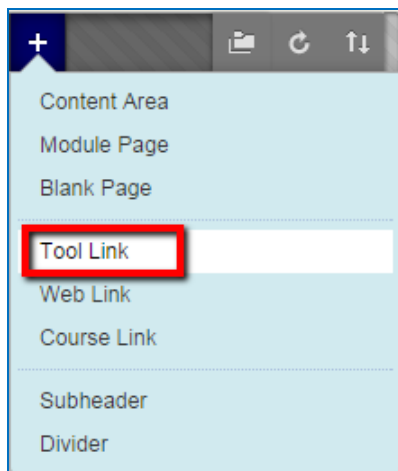 +
Content Area
Module Page
Blank Page
Tool Link
Web Link
Course Link
Subheader
Divider